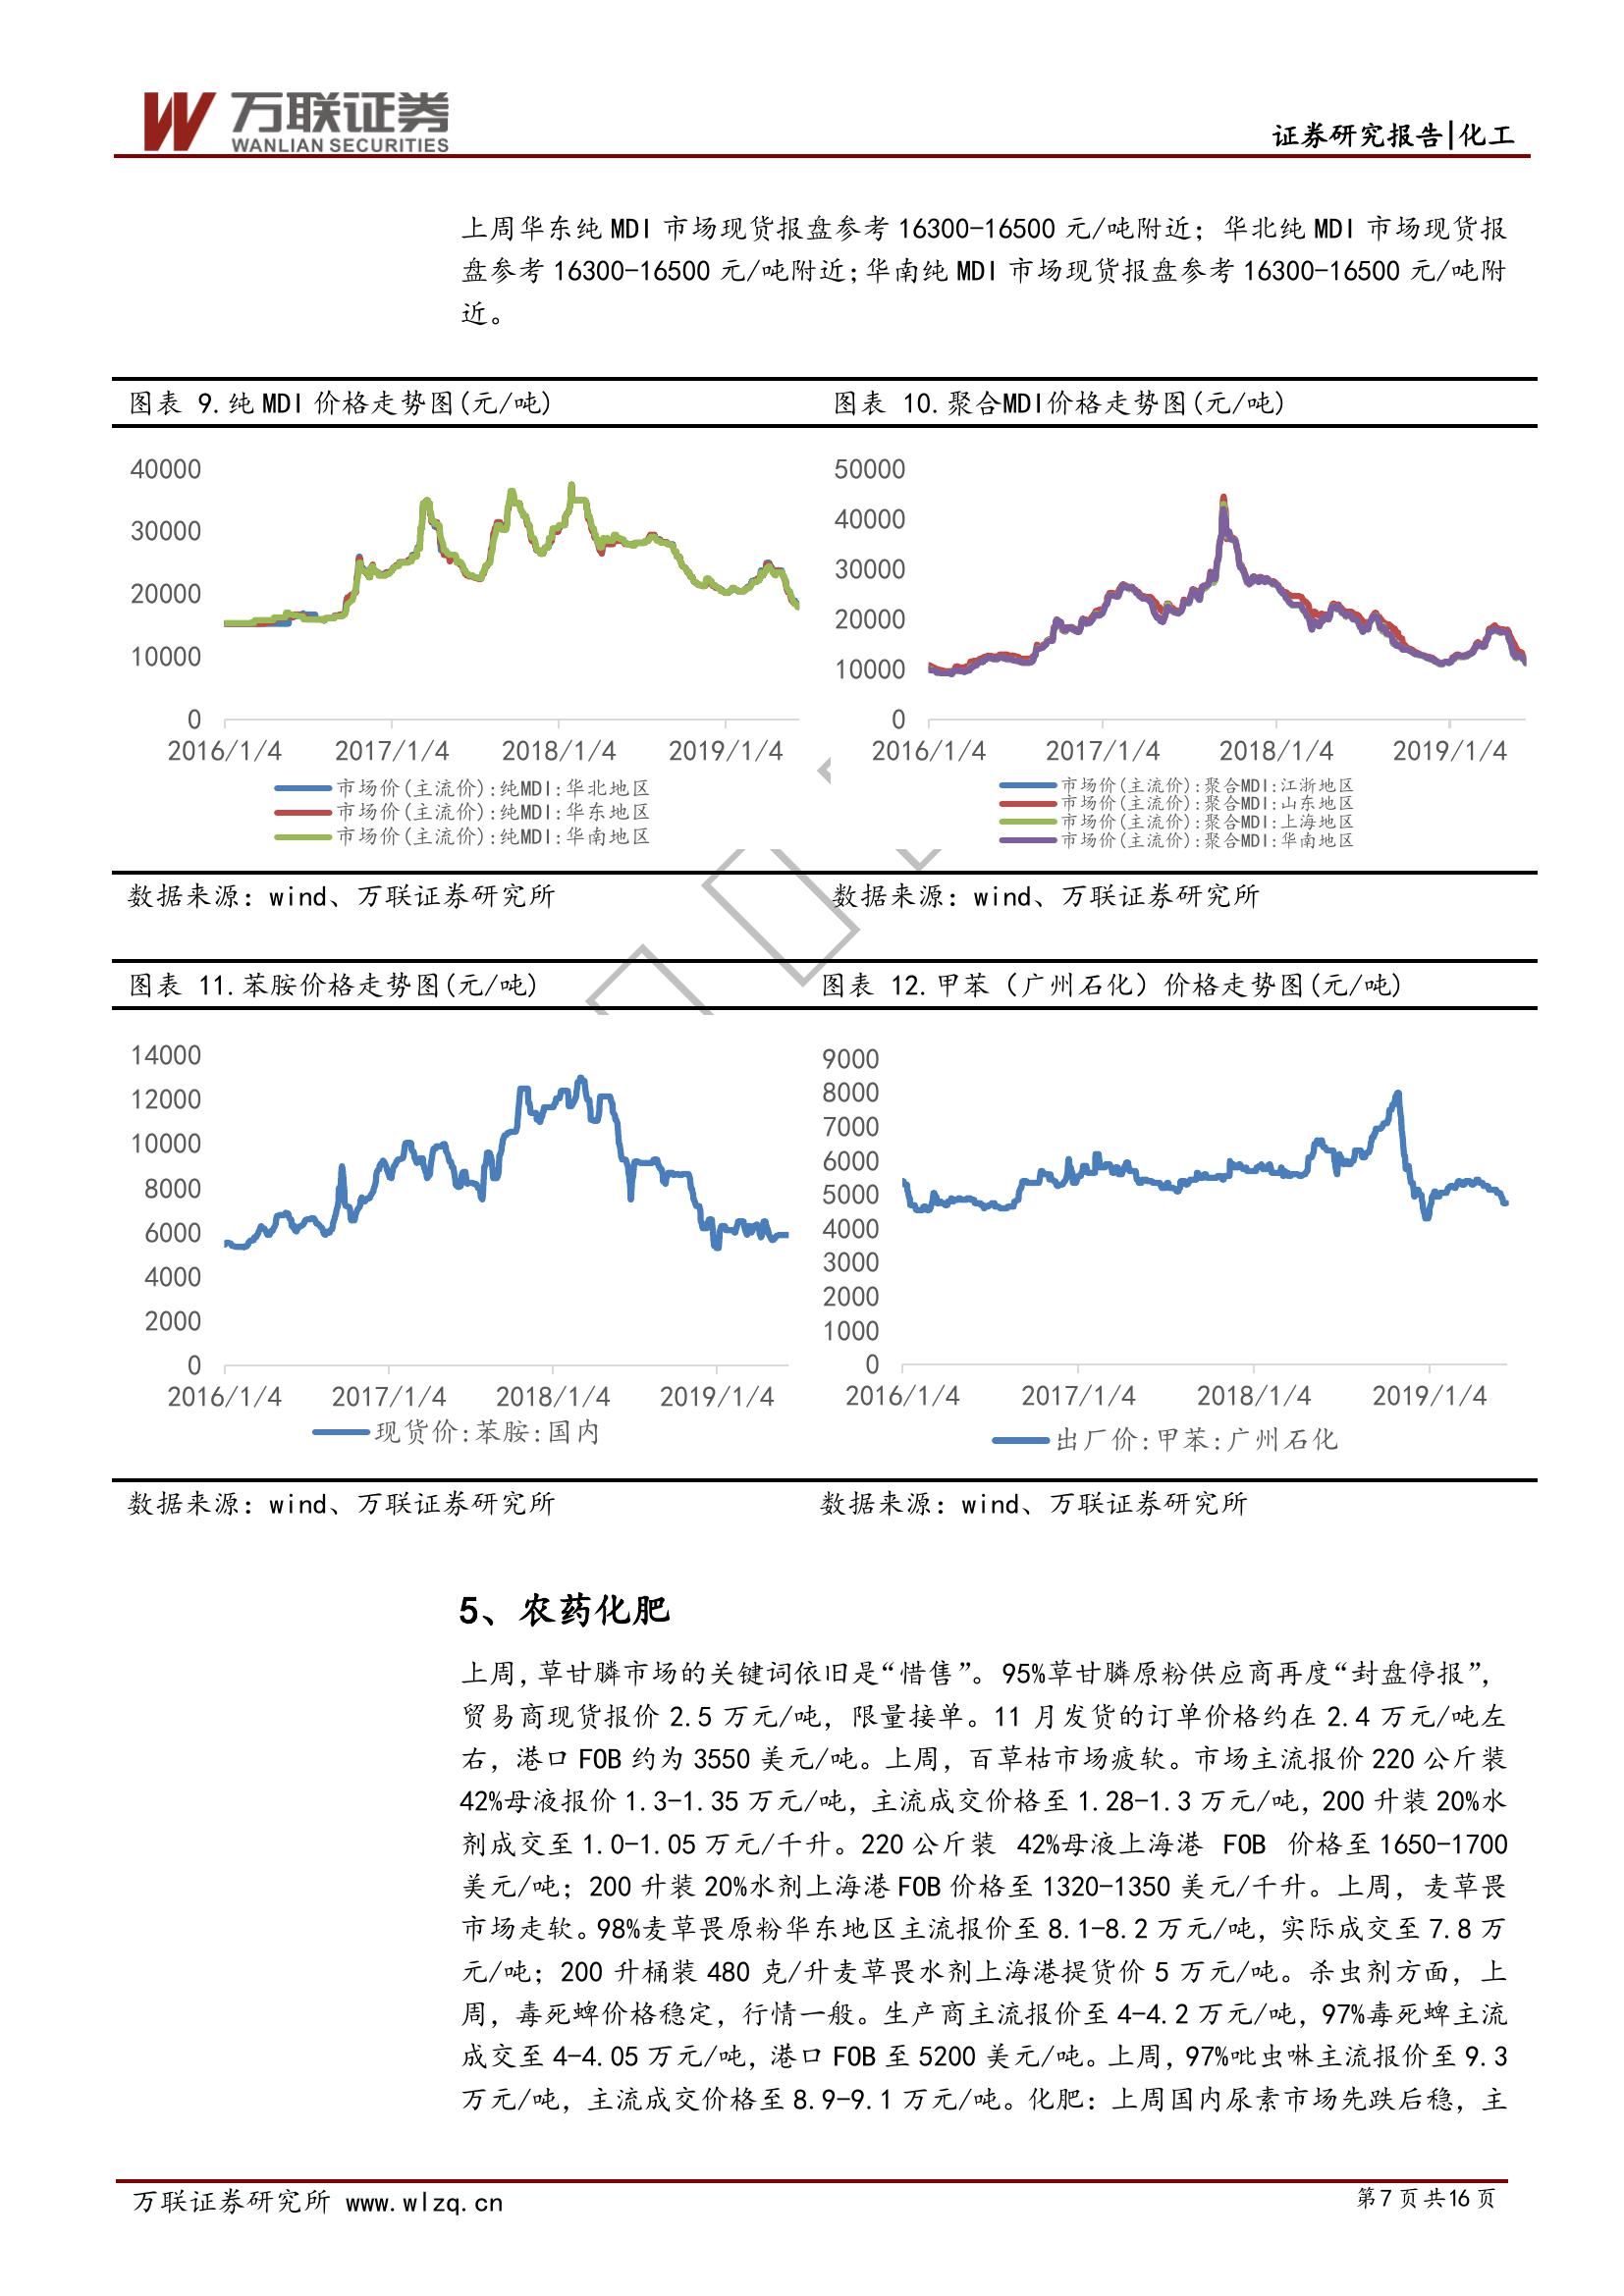 万联证券
WANLIAN SECURITIES
证券研究报告|化工
上周华东纯 MDI 市场现货报盘参考 16300-16500 元/吨附近；华北纯 MDI 市场现货报
盘参考 16300-16500 元/吨附近；华南纯 MDI 市场现货报盘参考 16300-16500 元/吨附
近。
图表 9.纯 MDI 价格走势图(元/吨)
40000
30000
20000
10000
0
2016/1/4 2017/1/4 2018/1/4 2019/1/4
市场价(主流价):纯MDI:华北地区
市场价(主流价):纯MDI:华东地区
市场价(主流价):纯MDI:华南地区
数据来源：wind、万联证券研究所
图表 10.聚合MDI价格走势图(元/吨)
50000
40000
30000
20000
10000
0
2016/1/4 2017/1/4 2018/1/4 2019/1/4
市场价(主流价):聚合MDI:江浙地区
市场价(主流价):聚合MDI:山东地区
市场价(主流价):聚合MDI:上海地区
市场价(主流价):聚合MDI:华南地区
数据来源：wind、万联证券研究所
图表 11.苯胺价格走势图(元/吨)
14000
12000
10000
8000
6000
4000
2000
0
2016/1/4 2017/1/4 2018/1/4 2019/1/4
现货价:苯胺:国内
数据来源：wind、万联证券研究所
图表 12.甲苯（广州石化）价格走势图(元/吨)
9000
8000
7000
6000
5000
4000
3000
2000
1000
0
2016/1/4 2017/1/4 2018/1/4 2019/1/4
出厂价:甲苯:广州石化
数据来源：wind、万联证券研究所
5、农药化肥
上周，草甘膦市场的关键词依旧是“惜售”。95%草甘膦原粉供应商再度“封盘停报”，
贸易商现货报价 2.5 万元/吨，限量接单。11 月发货的订单价格约在 2.4 万元/吨左
右，港口 FOB 约为 3550 美元/吨。上周，百草枯市场疲软。市场主流报价 220 公斤装
42%母液报价 1.3-1.35 万元/吨，主流成交价格至 1.28-1.3 万元/吨，200 升装 20%水
剂成交至 1.0-1.05 万元/千升。220 公斤装 42%母液上海港 FOB 价格至 1650-1700
美元/吨；200 升装 20%水剂上海港 FOB 价格至 1320-1350 美元/千升。上周，麦草畏
市场走软。98%麦草畏原粉华东地区主流报价至 8.1-8.2 万元/吨，实际成交至 7.8 万
元/吨；200 升桶装 480 克/升麦草畏水剂上海港提货价 5 万元/吨。杀虫剂方面，上
周，毒死蜱价格稳定，行情一般。生产商主流报价至 4-4.2 万元/吨，97%毒死蜱主流
成交至 4-4.05 万元/吨，港口 FOB 至 5200 美元/吨。上周，97%吡虫啉主流报价至 9.3
万元/吨，主流成交价格至 8.9-9.1 万元/吨。化肥：上周国内尿素市场先跌后稳，主
万联证券研究所 www.wlzq.cn
第 7 页 共 16 页